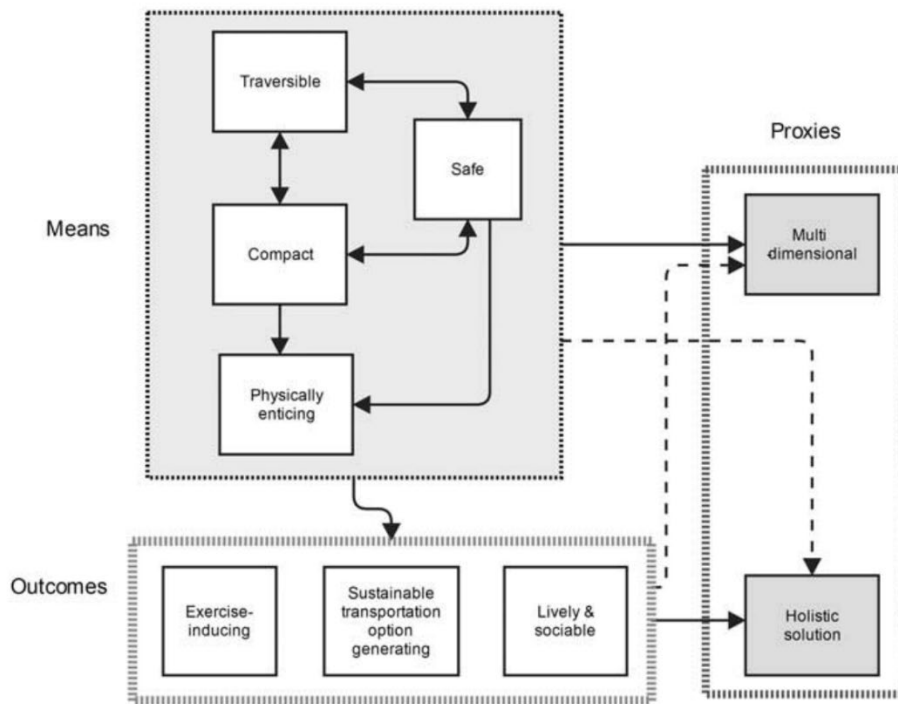 Traversible
Proxies
Safe
Means
Multi
-dimensional
Compact
Physically
enticing
Outcomes
Exercise-
inducing
Sustainable
transportation
option
generating
Lively &
sociable
Holistic
solution